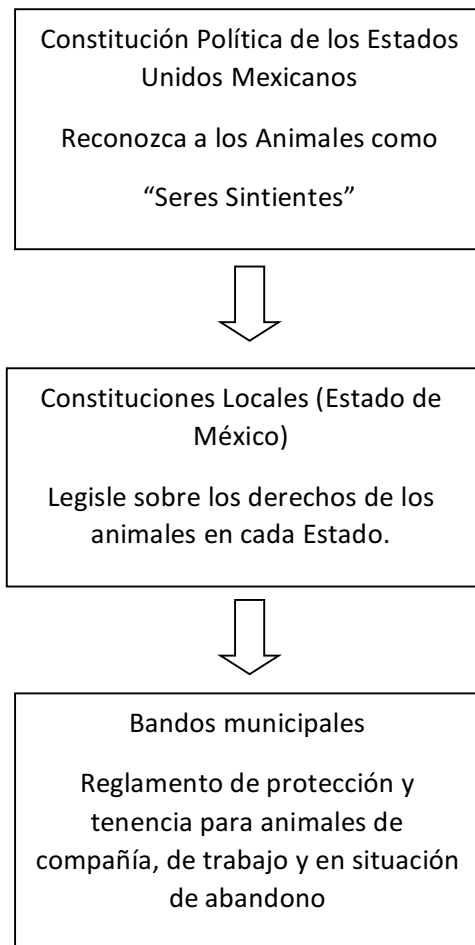 Constitución Política de los Estados
Unidos Mexicanos
Reconozca a los Animales como
“Seres Sintientes”
Constituciones Locales (Estado de
México)
Legisle sobre los derechos de los
animales en cada Estado.
Bandos municipales
Reglamento de protección y
tenencia para animales de
compañía, de trabajo y en situación
de abandono